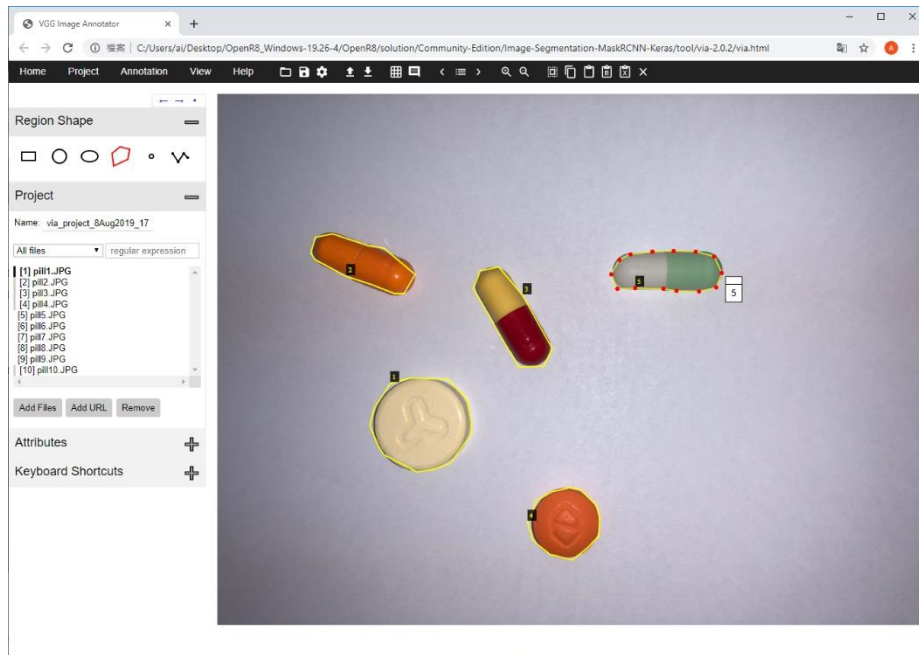 VGG Image Annotator
檔案 | C:/Users/ai/Desktop/OpenR8_Windows-19.26-4/OpenR8/solution/Community-Edition/Image-Segmentation-MaskRCNN-Keras/tool/via-2.0.2/via.html
A
Home Project Annotation View Help
Region Shape
Project
Name: via_project_8Aug2019_17
All files regular expression
[1] pill1.JPG
[2] pill2.JPG
[3] pill3.JPG
[4] pill4.JPG
[5] pill5.JPG
[6] pill6.JPG
[7] pill7.JPG
[8] pill8.JPG
[9] pill9.JPG
[10] pill10.JPG
Add Files Add URL Remove
Attributes
Keyboard Shortcuts
2
3
5
5
1
4